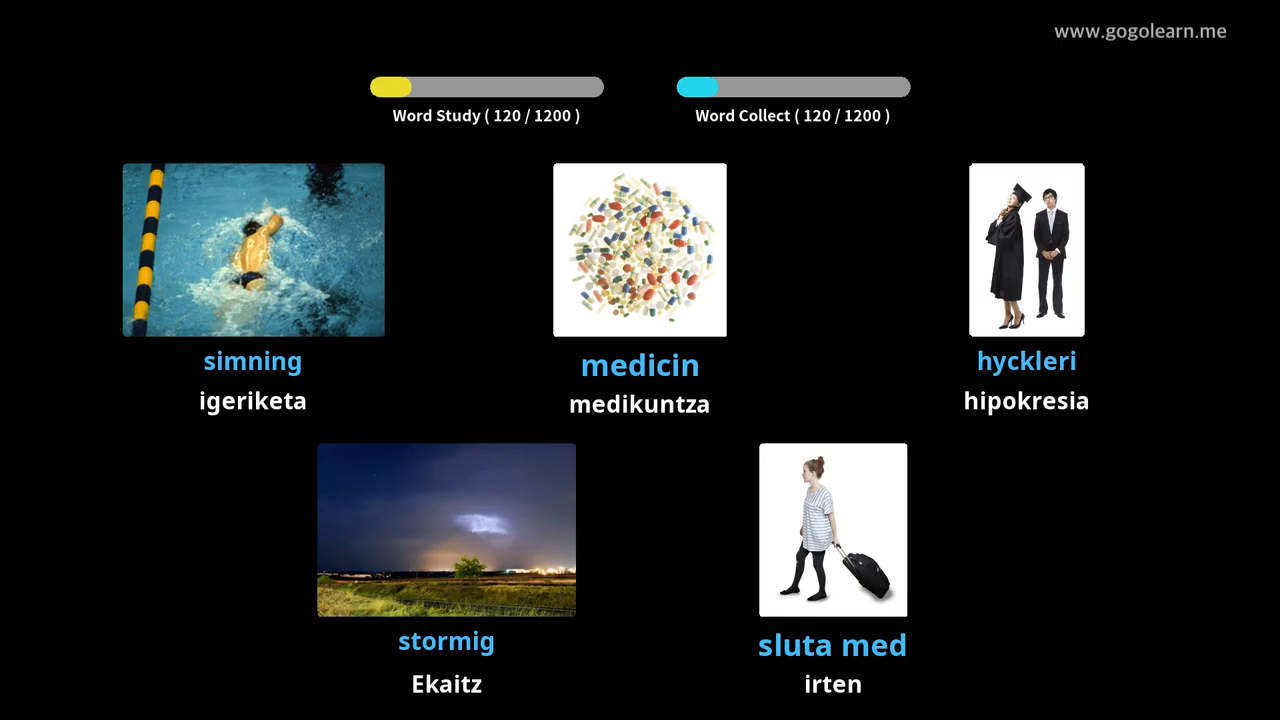 www.gogolearn.me
Word Study ( 120 / 1200 )
Word Collect ( 120 / 1200 )
simning
igeriketa
medicin
medikuntza
hyckleri
hipokresia
stormig
Ekaitz
sluta med
irten